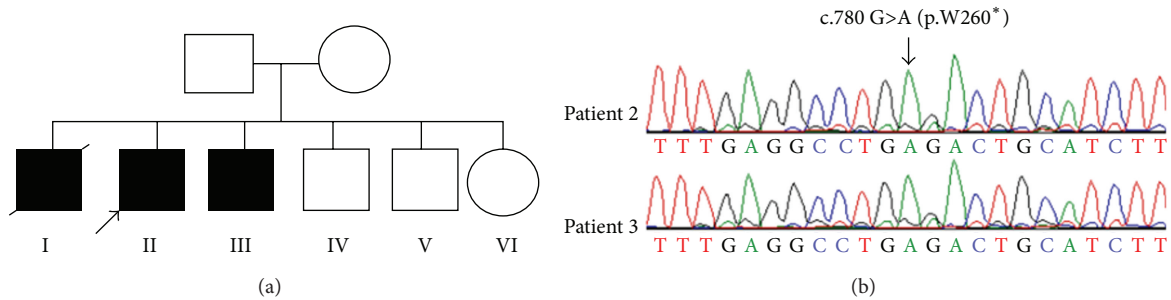 I II III IV V VI
(a)
c.780 G>A (p.W260*)
Patient 2
T T T G A G G C C T G A G A C T G C A T C T T
Patient 3
T T T G A G G C C T G A G A C T G C A T C T T
(b)